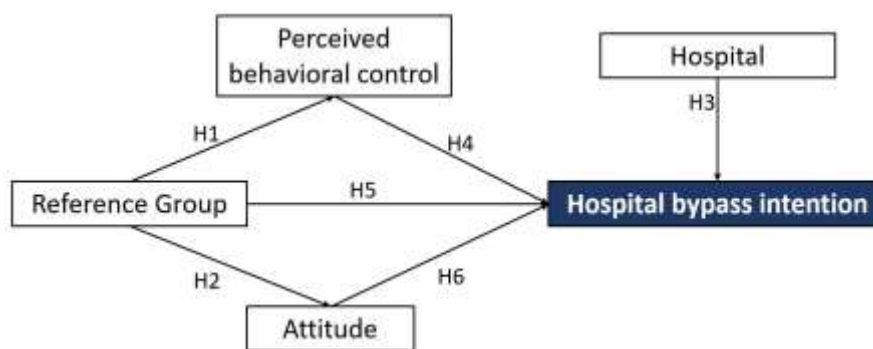 Perceived
behavioral control
Hospital
H1
H4
H3
Reference Group
H5
Hospital bypass intention
H2
H6
Attitude